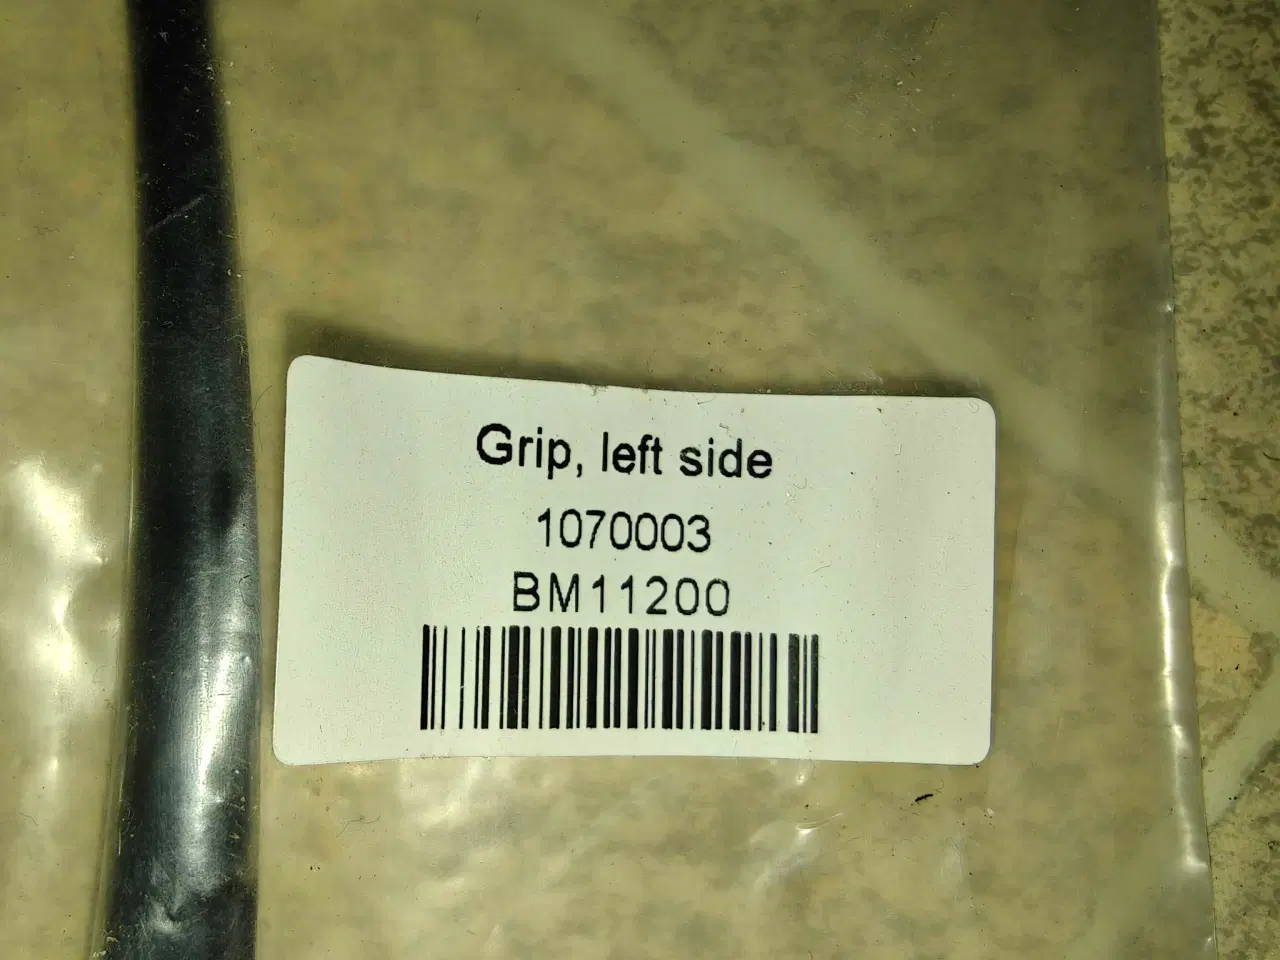 Grip, left side
1070003
BM11200